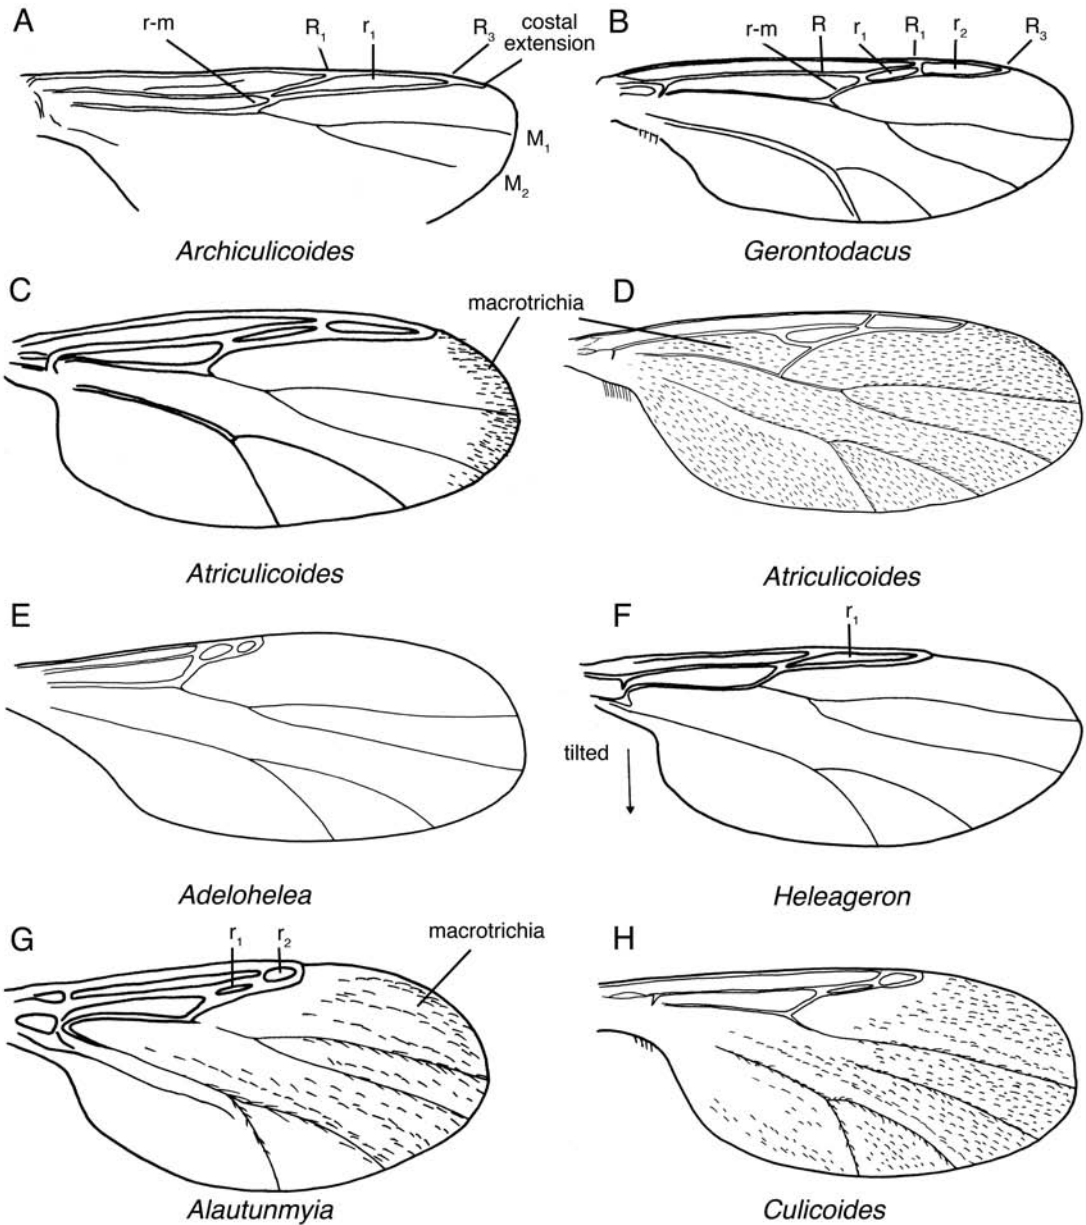 A
r-m
R1
r1
R3
costal
extension
M1
M2
Archiculicoides
B
r-m
R
r1
R1
r2
R3
Gerontodacus
C
macrotrichia
D
Atriculicoides
Atriculicoides
E
F
r1
tilted
Adelohelea
Heleageron
G
r1
r2
macrotrichia
H
Alautunmyia
Culicoides